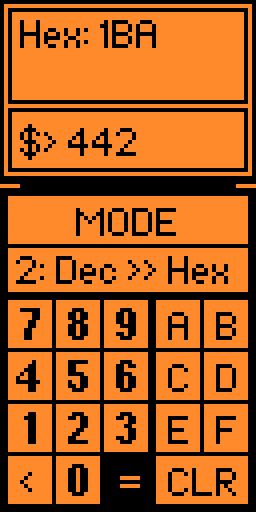 Hex: 1BA
$> 442
MODE
2: Dec >> Hex
7 8 9 A B
4 5 6 C D
1 2 3 E F
< 0 = CLR